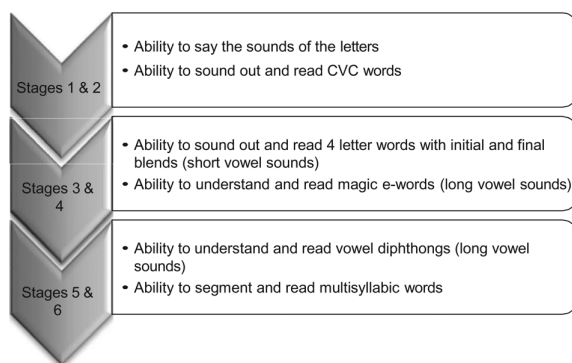 Stages 1 & 2
• Ability to say the sounds of the letters
• Ability to sound out and read CVC words
Stages 3 &
4
• Ability to sound out and read 4 letter words with initial and final
blends (short vowel sounds)
• Ability to understand and read magic e-words (long vowel sounds)
Stages 5 &
6
• Ability to understand and read vowel diphthongs (long vowel
sounds)
• Ability to segment and read multisyllabic words